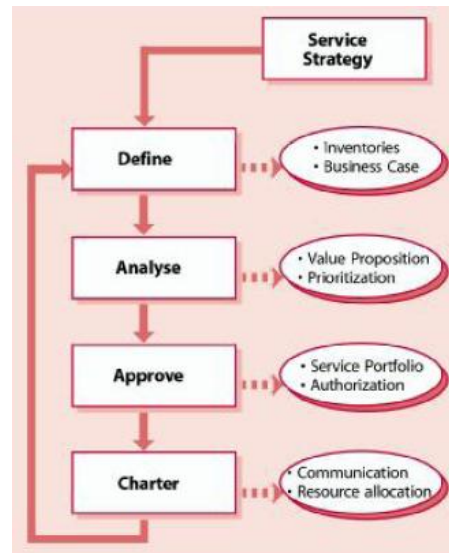 Service
Strategy
Define
• Inventories
• Business Case
Analyse
• Value Proposition
• Prioritization
Approve
• Service Portfolio
• Authorization
Charter
• Communication
• Resource allocation